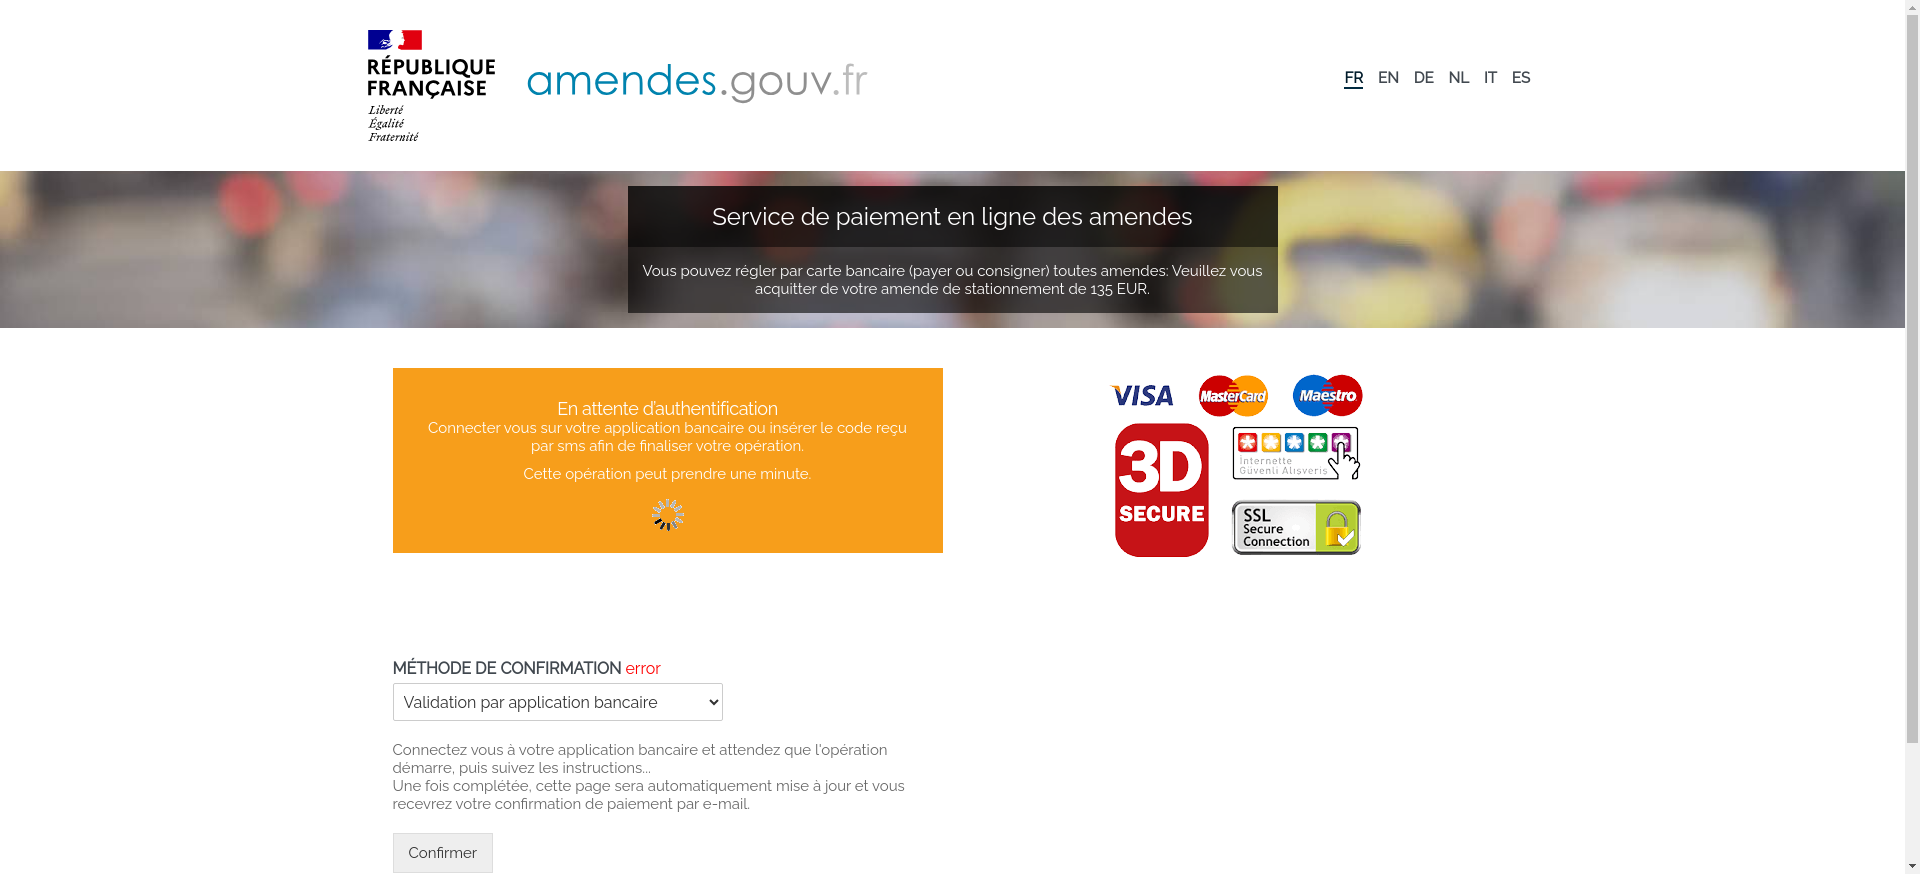 RÉPUBLIQUE
FRANÇAISE
Liberté
Égalité
Fraternité
amendes.gouv.fr
FR EN DE NL IT ES
Service de paiement en ligne des amendes
Vous pouvez régler par carte bancaire (payer ou consigner) toutes amendes: Veuillez vous
acquitter de votre amende de stationnement de 135 EUR.
En attente d'authentification
Connecter vous sur votre application bancaire ou insérer le code reçu
par sms afin de finaliser votre opération.
Cette opération peut prendre une minute.
VISA MasterCard Maestro
3D
SECURE
Internette
Güvenli Alışveriş
SSL
Secure
Connection
MÉTHODE DE CONFIRMATION error
Validation par application bancaire
Connectez vous à votre application bancaire et attendez que l'opération
démarre, puis suivez les instructions...
Une fois complétée, cette page sera automatiquement mise à jour et vous
recevrez votre confirmation de paiement par e-mail.
Confirmer